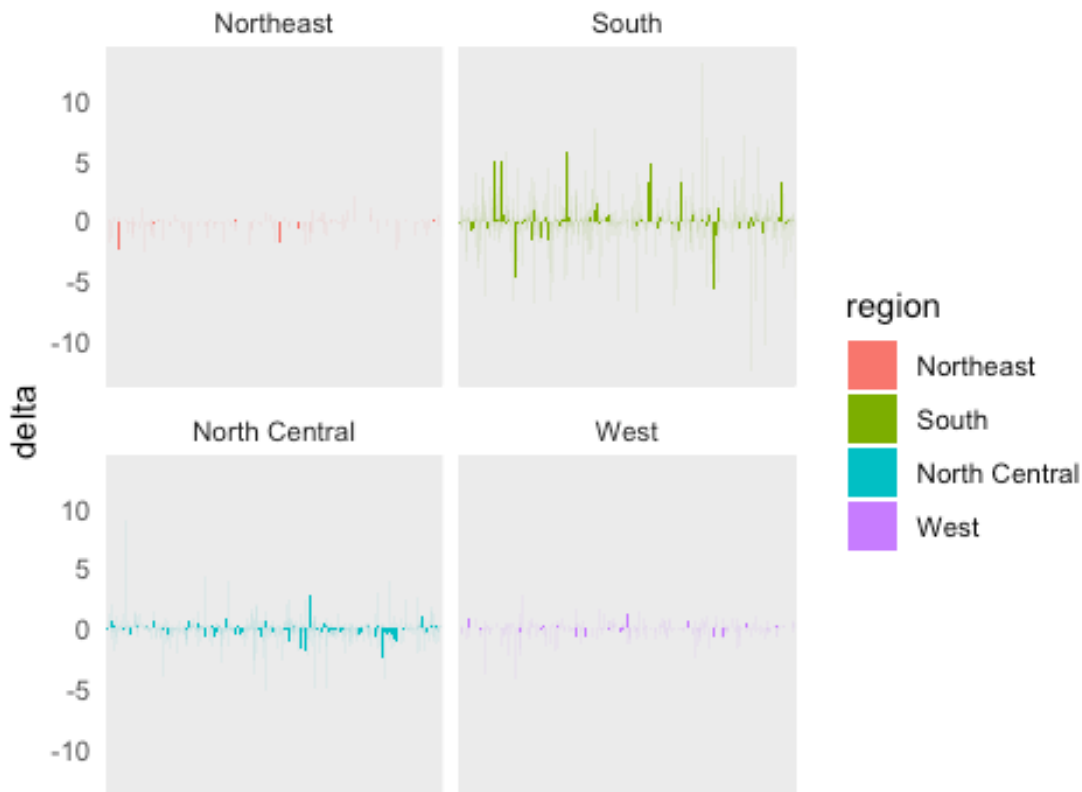 Northeast South
10
5
0
-5
-10
delta
North Central West
10
5
0
-5
-10
region
Northeast
South
North Central
West